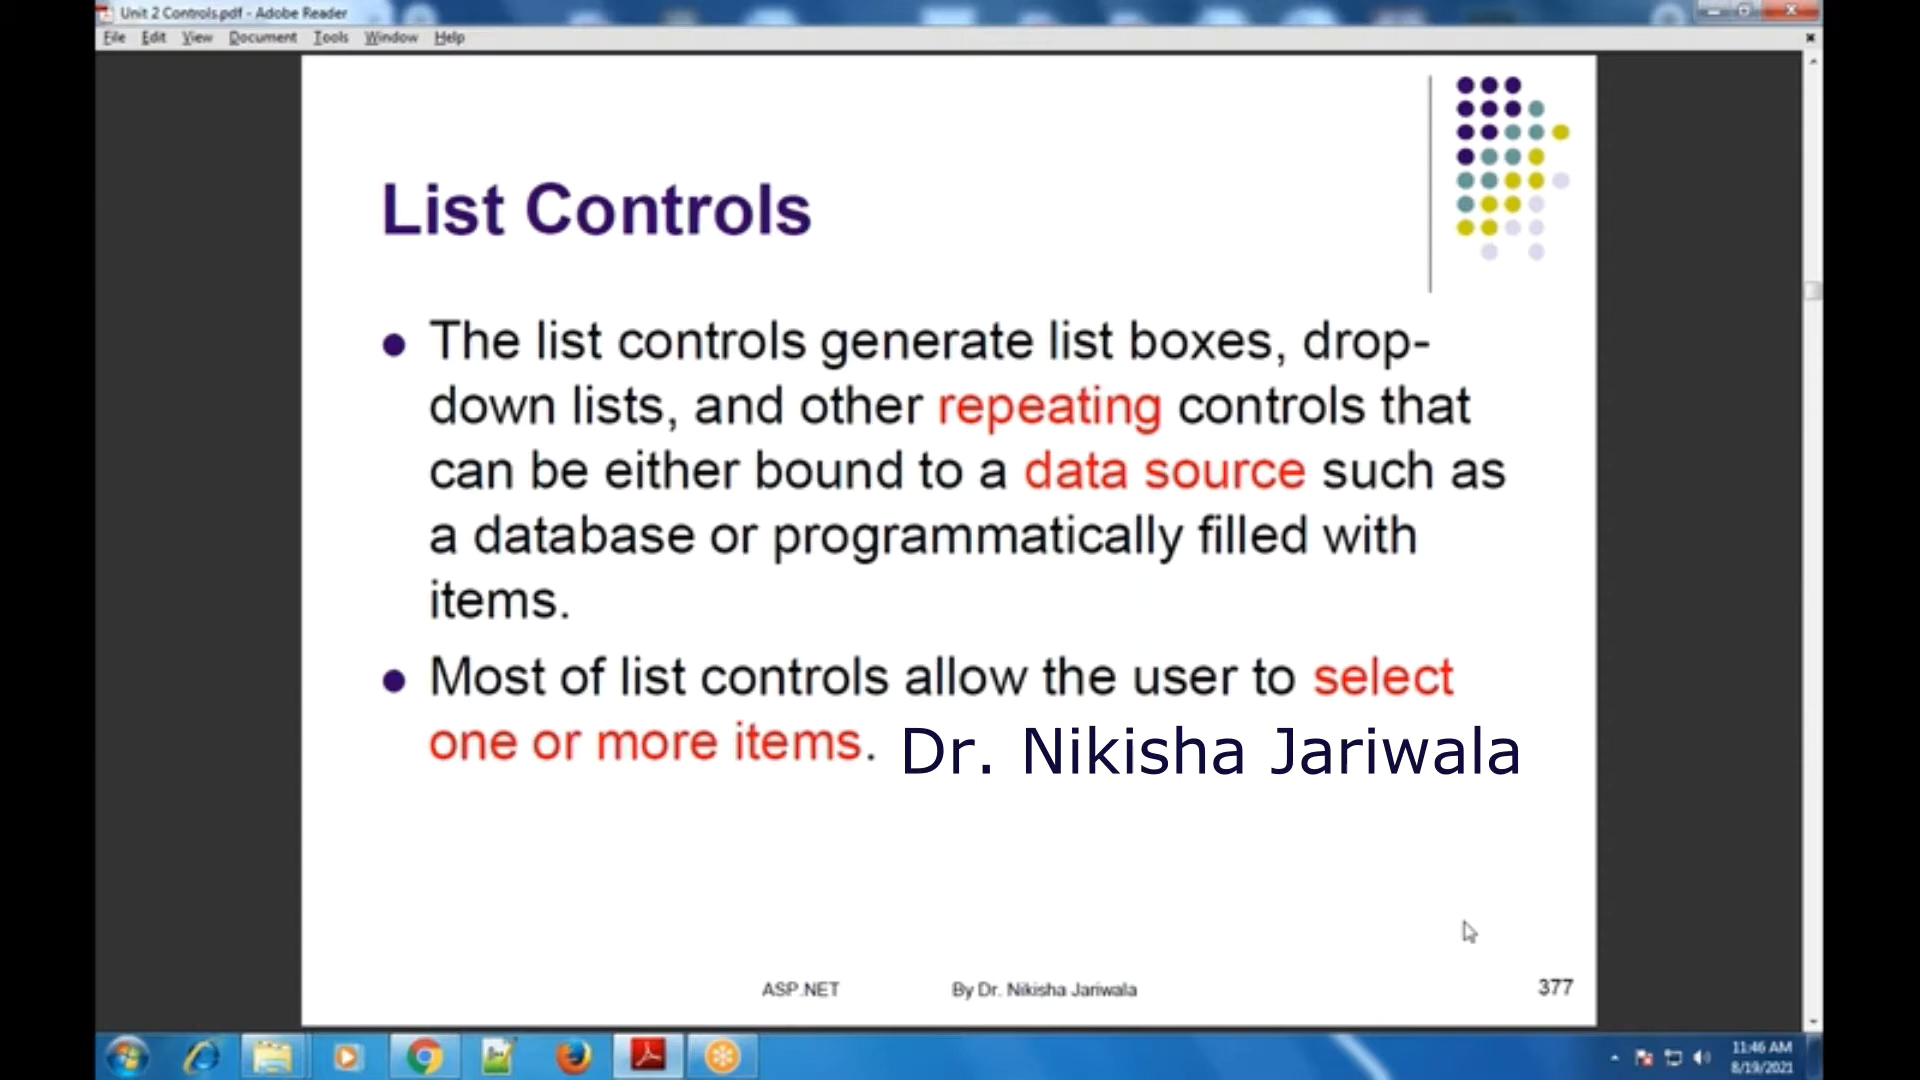 Unit 2 Controls.pdf - Adobe Reader
File Edit View Document Tools Window Help
List Controls
The list controls generate list boxes, drop-
down lists, and other repeating controls that
can be either bound to a data source such as
a database or programmatically filled with
items.
Most of list controls allow the user to select
one or more items.
Dr. Nikisha Jariwala
ASP.NET By Dr. Nikisha Jariwala 377
11:46 AM
8/19/2021